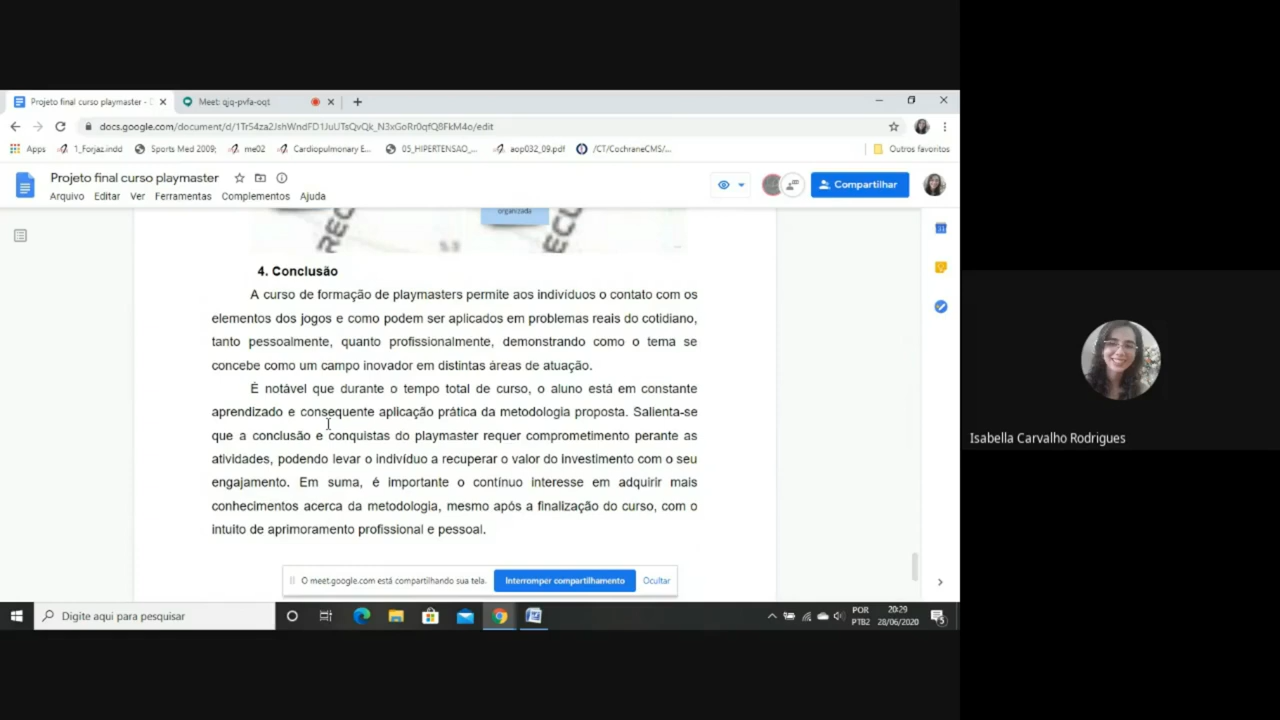 Projeto final curso playmaster - 
Meet: qjq-pvfa-oqt
docs.google.com/document/d/1Tr54za2JshWndFD1JuUTsQvQk_N3xGoRr0qfQ8FkM4o/edit
Apps
1_Forjaz.indd
Sports Med 2009;
me02
Cardiopulmonary E...
05_HIPERTENSAO_...
aop032_09.pdf
/CT/CochraneCMS/...
Outros favoritos
Projeto final curso playmaster
Compartilhar
Arquivo Editar Ver Ferramentas Complementos Ajuda
organizada
4. Conclusão
A curso de formação de playmasters permite aos indivíduos o contato com os
elementos dos jogos e como podem ser aplicados em problemas reais do cotidiano,
tanto pessoalmente, quanto profissionalmente, demonstrando como o tema se
concebe como um campo inovador em distintas áreas de atuação.
É notável que durante o tempo total de curso, o aluno está em constante
aprendizado e consequente aplicação prática da metodologia proposta. Salienta-se
que a conclusão e conquistas do playmaster requer comprometimento perante as
atividades, podendo levar o indivíduo a recuperar o valor do investimento com o seu
engajamento. Em suma, é importante o contínuo interesse em adquirir mais
conhecimentos acerca da metodologia, mesmo após a finalização do curso, com o
intuito de aprimoramento profissional e pessoal.
Isabella Carvalho Rodrigues
O meet.google.com está compartilhando sua tela.
Interromper compartilhamento
Ocultar
Digite aqui para pesquisar
POR
PTB2
20:29
28/06/2020
5